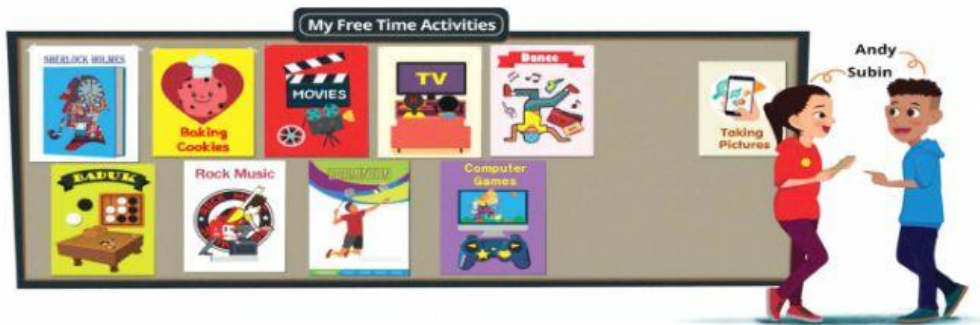 My Free Time Activities
Andy
Subin
SHERLOCK HOLMES
Baking
Cookies
MOVIES
TV
Dance
Taking
Pictures
BADUK
Rock Music
Computer
Games